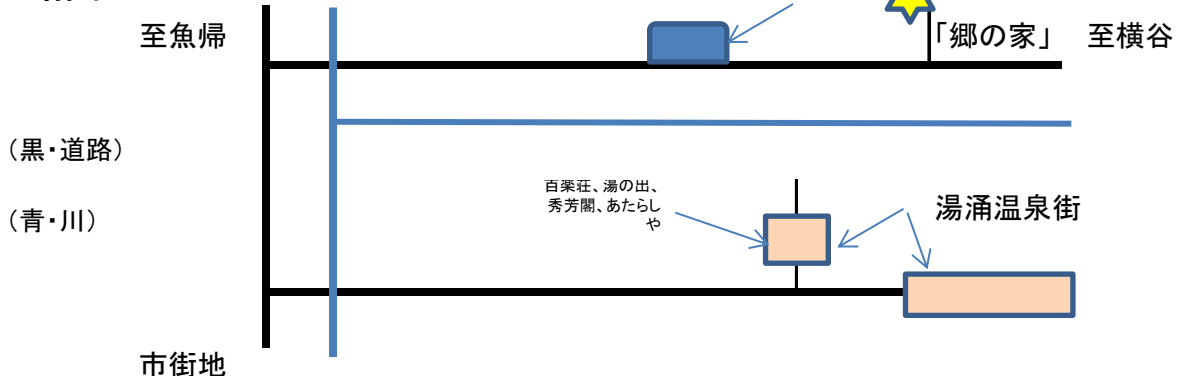 至魚帰
「郷の家」 至横谷
（黒・道路）
（青・川）
百楽荘、湯の出、
秀芳閣、あたらし
や
湯涌温泉街
市街地